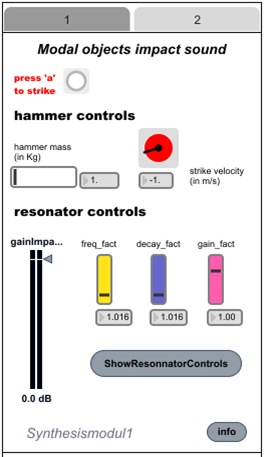 1 2
Modal objects impact sound
press 'a'
to strike
hammer controls
hammer mass
(in Kg)
1. -1.
strike velocity
(in m/s)
resonator controls
gainImpa... freq_fact decay_fact gain_fact
1.016 1.016 1.00
ShowResonnatorControls
0.0 dB
Synthesismodul1 info